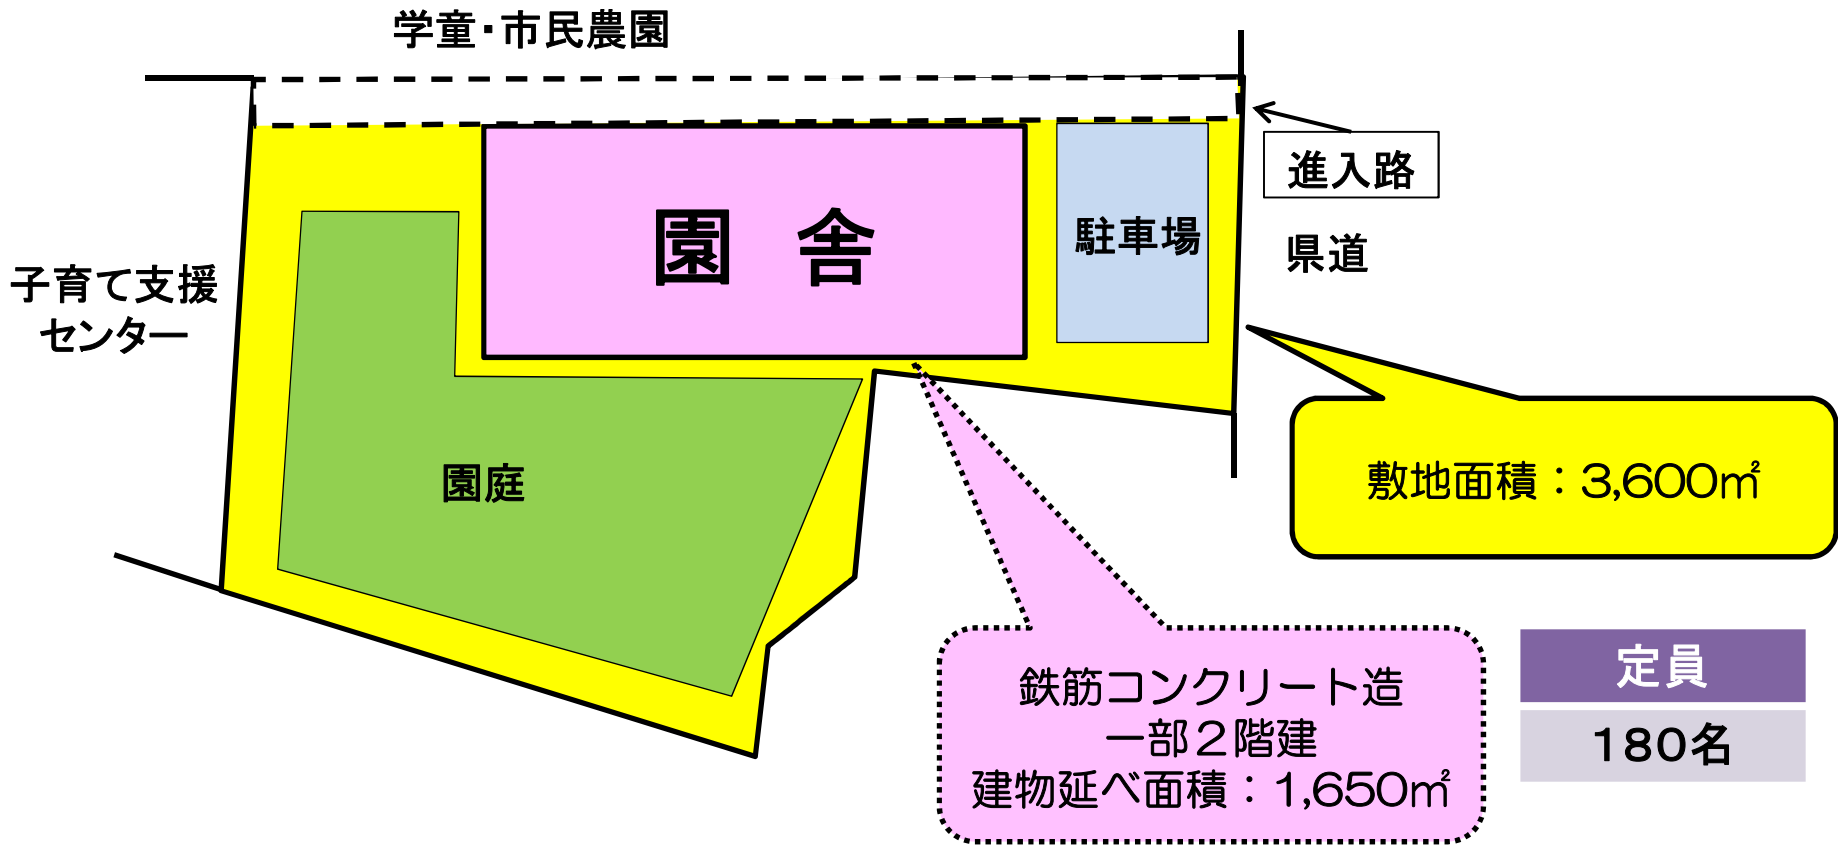 学童・市民農園
進入路
園　舎
駐車場
県道
子育て支援
センター
園庭
敷地面積：3,600㎡
鉄筋コンクリート造
一部２階建
建物延べ面積：1,650㎡
定員
180名